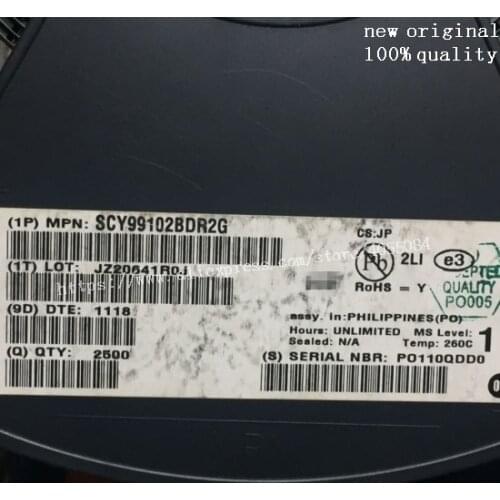 new original
100% quality
(1P) MPN: SCY99102BDR2G
CS:JP
(1T) LOT: JZ20641R0J
2LI
e3
RoHS = Y
QUALITY
PO005
(9D) DTE: 1118
assy. In:PHILIPPINES(PO)
Hours: UNLIMITED MS Level: 1
Sealed: N/A Temp: 260C
(Q) QTY: 2500
(S) SERIAL NBR: PO110QDD0